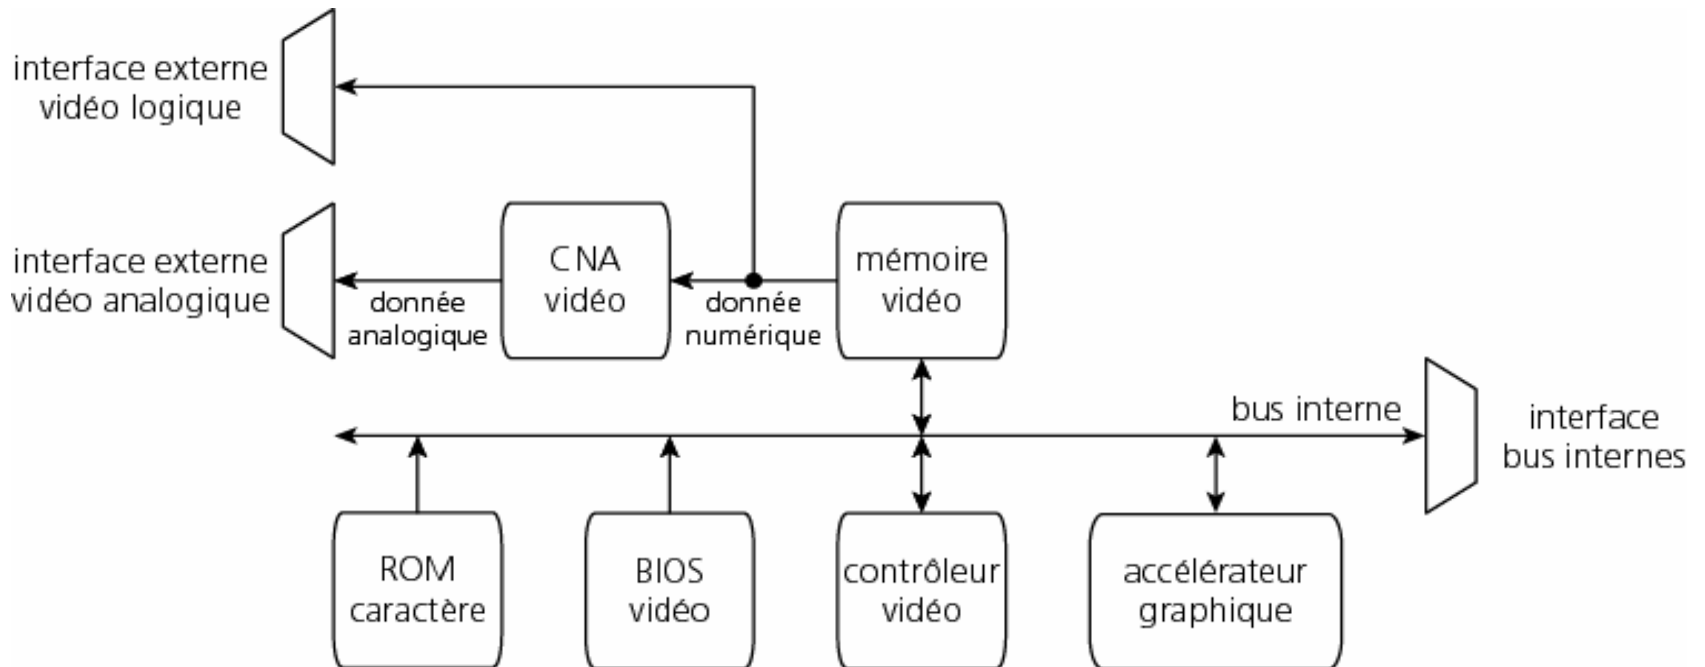 interface externe
vidéo logique
interface externe
vidéo analogique
donnée
analogique
CNA
vidéo
donnée
numérique
mémoire
vidéo
bus interne
interface
bus internes
ROM
caractère
BIOS
vidéo
contrôleur
vidéo
accélérateur
graphique